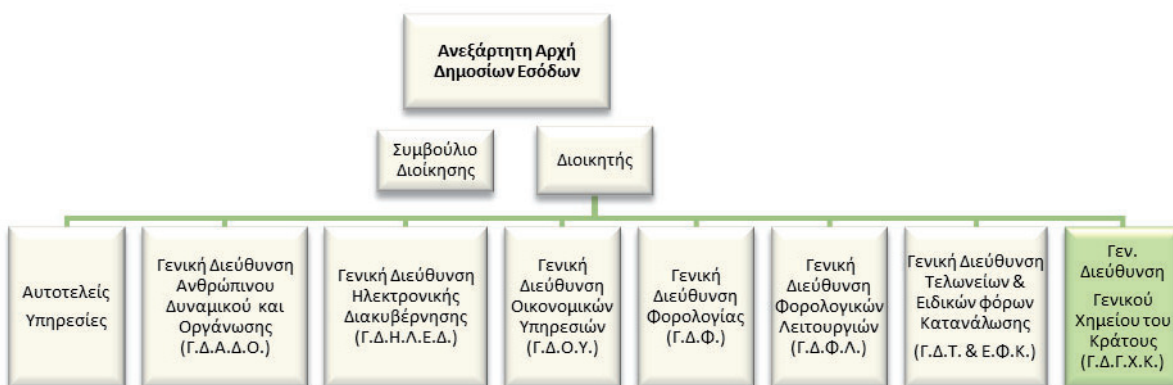 Ανεξάρτητη Αρχή
Δημοσίων Εσόδων
Συμβούλιο
Διοίκησης
Διοικητής
Αυτοτελείς
Υπηρεσίες
Γενική Διεύθυνση
Ανθρώπινου
Δυναμικού και
Οργάνωσης
(Γ.Δ.Α.Δ.Ο.)
Γενική Διεύθυνση
Ηλεκτρονικής
Διακυβέρνησης
(Γ.Δ.Η.Λ.Ε.Δ.)
Γενική
Διεύθυνση
Οικονομικών
Υπηρεσιών
(Γ.Δ.Ο.Υ.)
Γενική
Διεύθυνση
Φορολογίας
(Γ.Δ.Φ.)
Γενική
Διεύθυνση
Φορολογικών
Λειτουργιών
(Γ.Δ.Φ.Λ.)
Γενική Διεύθυνση
Τελωνείων &
Ειδικών φόρων
Κατανάλωσης
(Γ.Δ.Τ. & Ε.Φ.Κ.)
Γεν.
Διεύθυνση
Γενικού
Χημείου του
Κράτους
(Γ.Δ.Γ.Χ.Κ.)